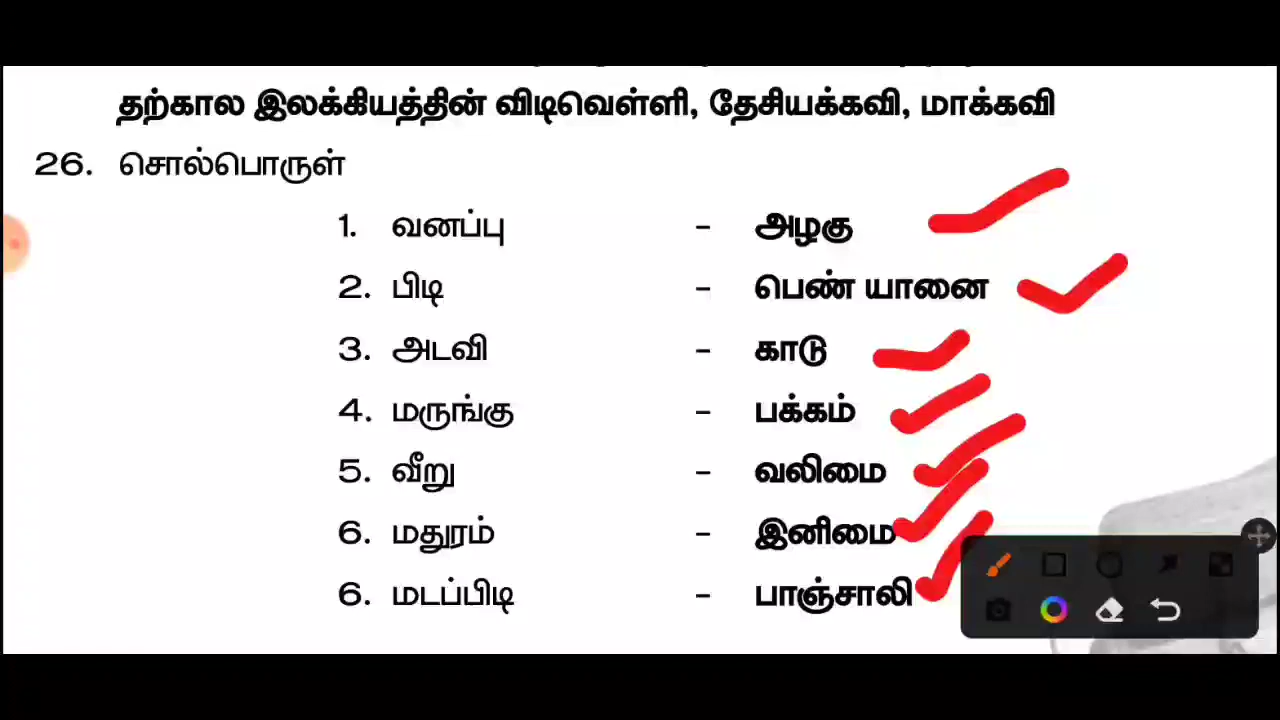 தற்கால இலக்கியத்தின் விடிவெள்ளி, தேசியக்கவி, மாக்கவி
26. சொல்பொருள்
1. வனப்பு - அழகு
2. பிடி - பெண் யானை
3. அடவி - காடு
4. மருங்கு - பக்கம்
5. வீறு - வலிமை
6. மதுரம் - இனிமை
6. மடப்பிடி - பாஞ்சாலி